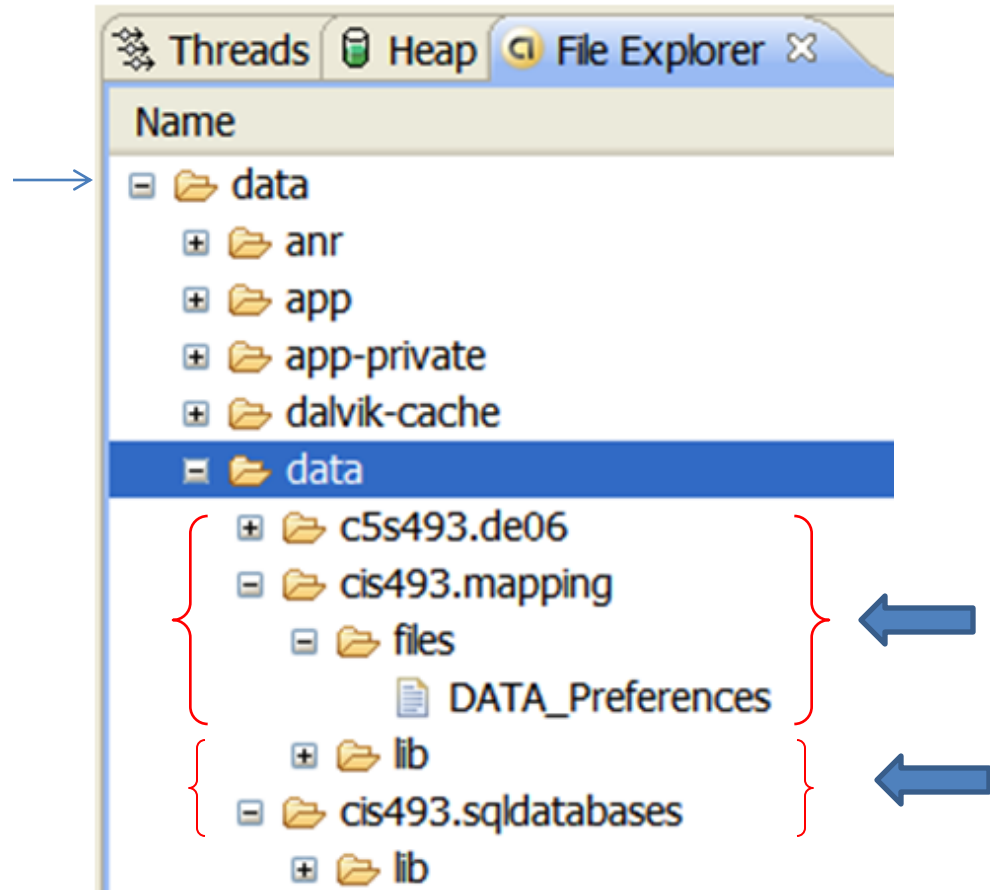 Threads Heap File Explorer
Name
data
anr
app
app-private
dalvik-cache
data
c5s493.de06
cis493.mapping
files
DATA_Preferences
lib
cis493.sqldatabases
lib